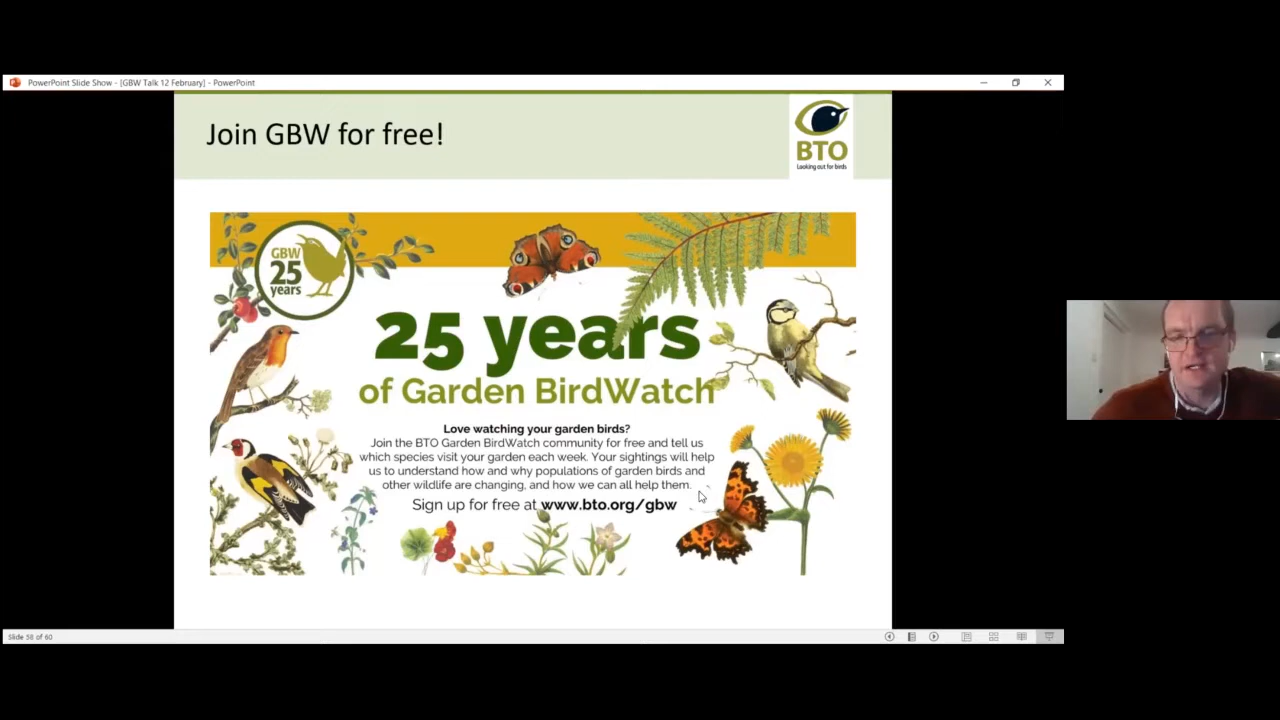 PowerPoint Slide Show - [GBW Talk 12 February] - PowerPoint
Join GBW for free!
BTO
Looking out for birds
GBW
25
years
25 years
of Garden BirdWatch
Love watching your garden birds?
Join the BTO Garden BirdWatch community for free and tell us
which species visit your garden each week. Your sightings will help
us to understand how and why populations of garden birds and
other wildlife are changing, and how we can all help them.
Sign up for free at www.bto.org/gbw
Slide 58 of 60